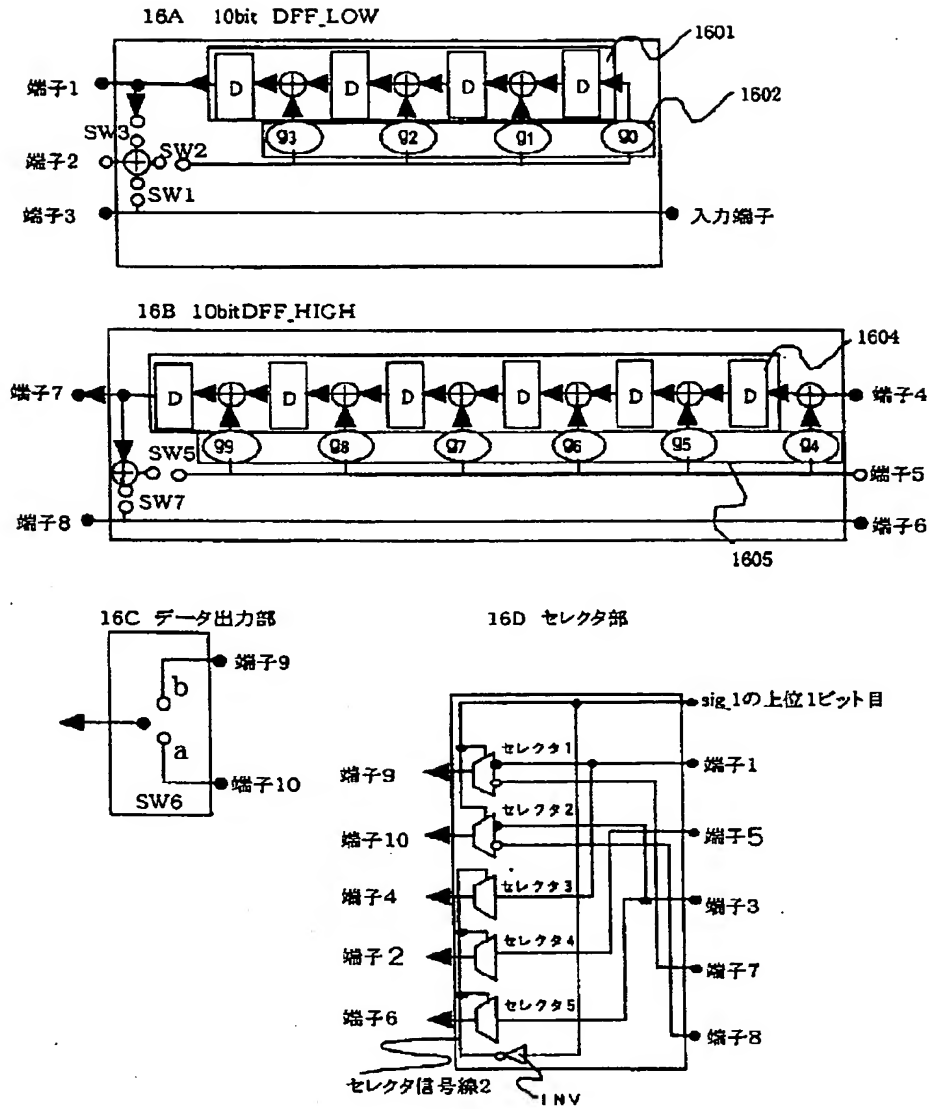 16A 10bit DFF_LOW
1601
1602
端子1
D
D
D
D
g3
g2
g1
g0
SW3
端子2
SW2
SW1
端子3
入力端子
16B 10bitDFF_HIGH
1604
端子7
D
D
D
D
D
D
端子4
g9
g8
g7
g6
g5
g4
SW5
端子5
SW7
端子8
端子6
1605
16C データ出力部
端子9
b
a
端子10
SW6
16D セレクタ部
sig_1の上位1ビット目
セレクタ1
端子9
端子1
セレクタ2
端子10
端子5
セレクタ3
端子4
端子3
セレクタ4
端子2
端子7
セレクタ5
端子6
端子8
セレクタ信号線2
INV